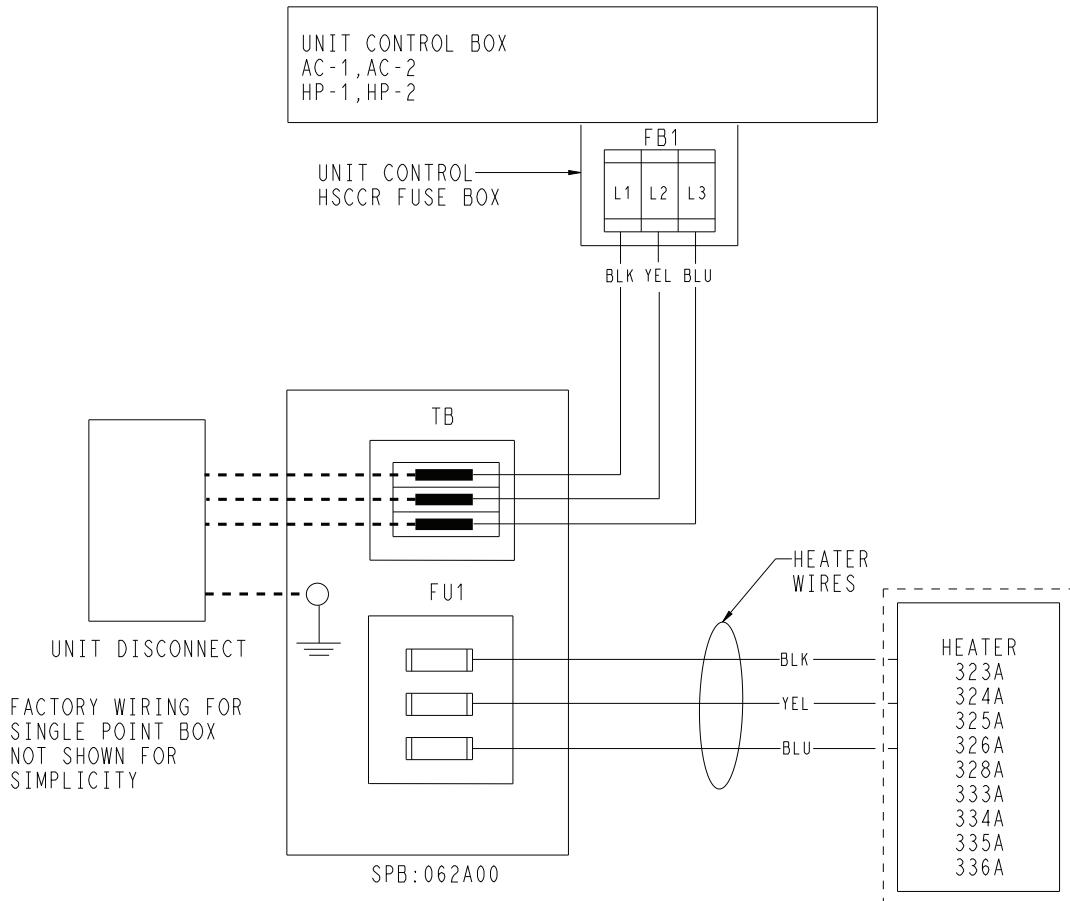 UNIT CONTROL BOX
AC-1,AC-2
HP-1,HP-2
FB1
UNIT CONTROL
HSCCR FUSE BOX
L1 L2 L3
BLK YEL BLU
TB
HEATER
WIRES
FU1
UNIT DISCONNECT
HEATER
323A
324A
325A
326A
328A
333A
334A
335A
336A
BLK
YEL
BLU
FACTORY WIRING FOR
SINGLE POINT BOX
NOT SHOWN FOR
SIMPLICITY
SPB:062A00